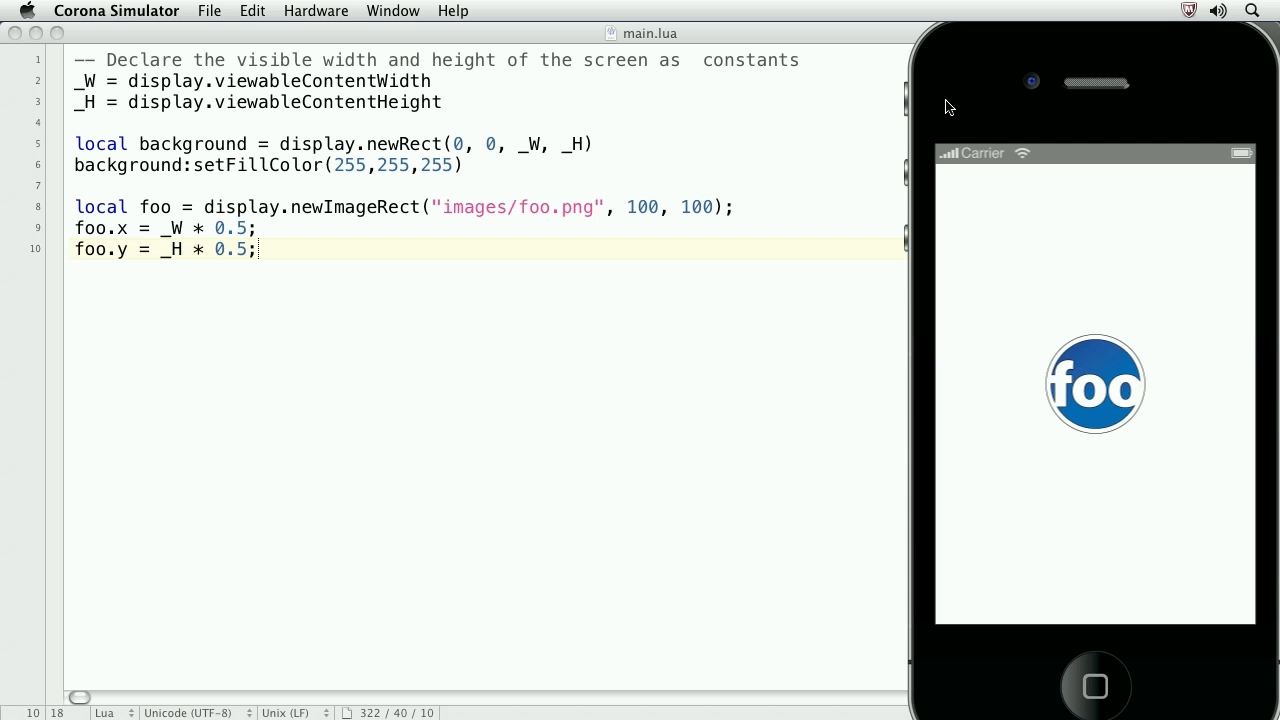 Corona Simulator File Edit Hardware Window Help
main.lua
1 -- Declare the visible width and height of the screen as  constants
2 _W = display.viewableContentWidth
3 _H = display.viewableContentHeight
4
5 local background = display.newRect(0, 0, _W, _H)
6 background:setFillColor(255,255,255)
7
8 local foo = display.newImageRect("images/foo.png", 100, 100);
9 foo.x = _W * 0.5;
10 foo.y = _H * 0.5;
Carrier
foo
10 18 Lua Unicode (UTF-8) Unix (LF) 322 / 40 / 10